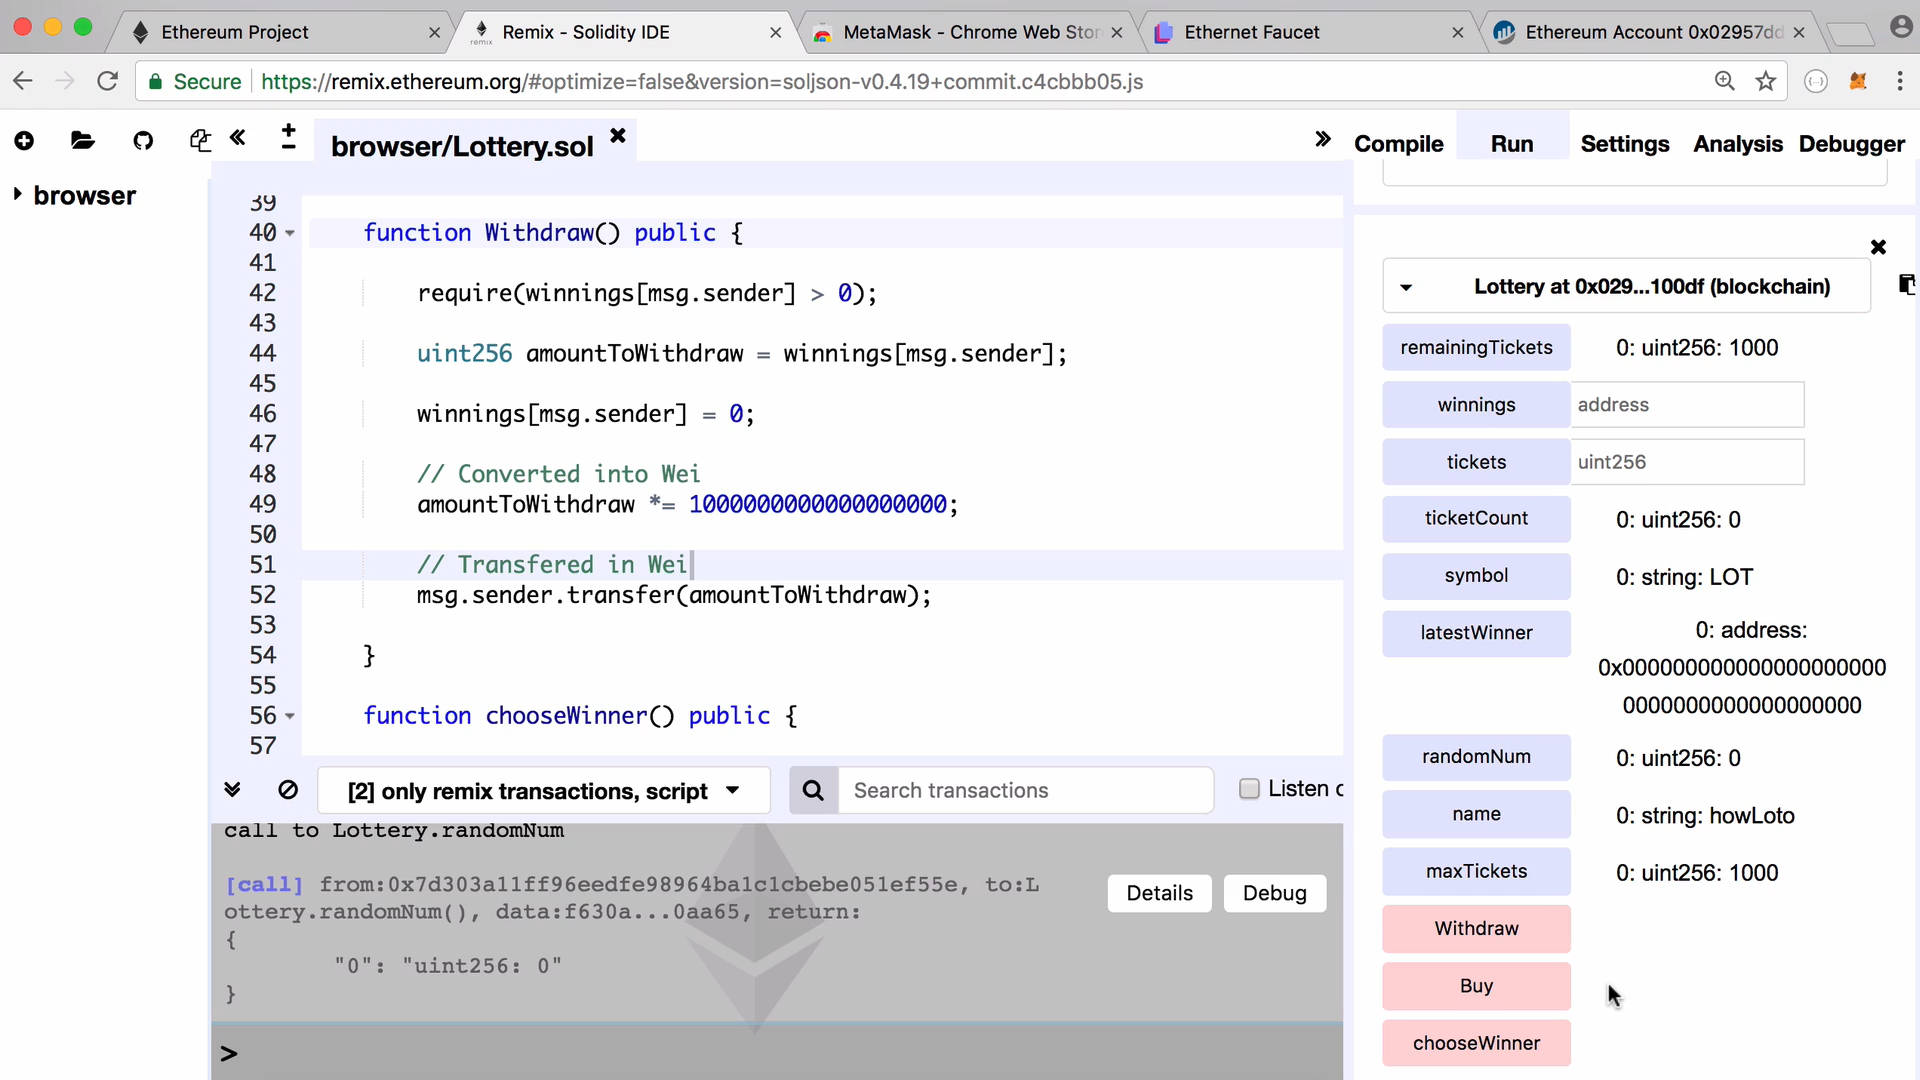 Ethereum Project
Remix - Solidity IDE
MetaMask - Chrome Web Stor
Ethernet Faucet
Ethereum Account 0x02957dd
Secure
https://remix.ethereum.org/#optimize=false&version=soljson-v0.4.19+commit.c4cbbb05.js
browser/Lottery.sol
Compile
Run
Settings
Analysis
Debugger
browser
39
40 function Withdraw() public {
41
42 require(winnings[msg.sender] > 0);
43
44 uint256 amountToWithdraw = winnings[msg.sender];
45
46 winnings[msg.sender] = 0;
47
48 // Converted into Wei
49 amountToWithdraw *= 1000000000000000000;
50
51 // Transfered in Wei
52 msg.sender.transfer(amountToWithdraw);
53
54 }
55
56 function chooseWinner() public {
57
[2] only remix transactions, script
Search transactions
Listen o
call to Lottery.randomNum
[call] from:0x7d303a11ff96eedfe98964ba1c1cbebe051ef55e, to:L
ottery.randomNum(), data:f630a...0aa65, return:
{
"0": "uint256: 0"
}
Details
Debug
>
Lottery at 0x029...100df (blockchain)
remainingTickets 0: uint256: 1000
winnings address
tickets uint256
ticketCount 0: uint256: 0
symbol 0: string: LOT
latestWinner 0: address:
0x000000000000000000000
0000000000000000000
randomNum 0: uint256: 0
name 0: string: howLoto
maxTickets 0: uint256: 1000
Withdraw
Buy
chooseWinner